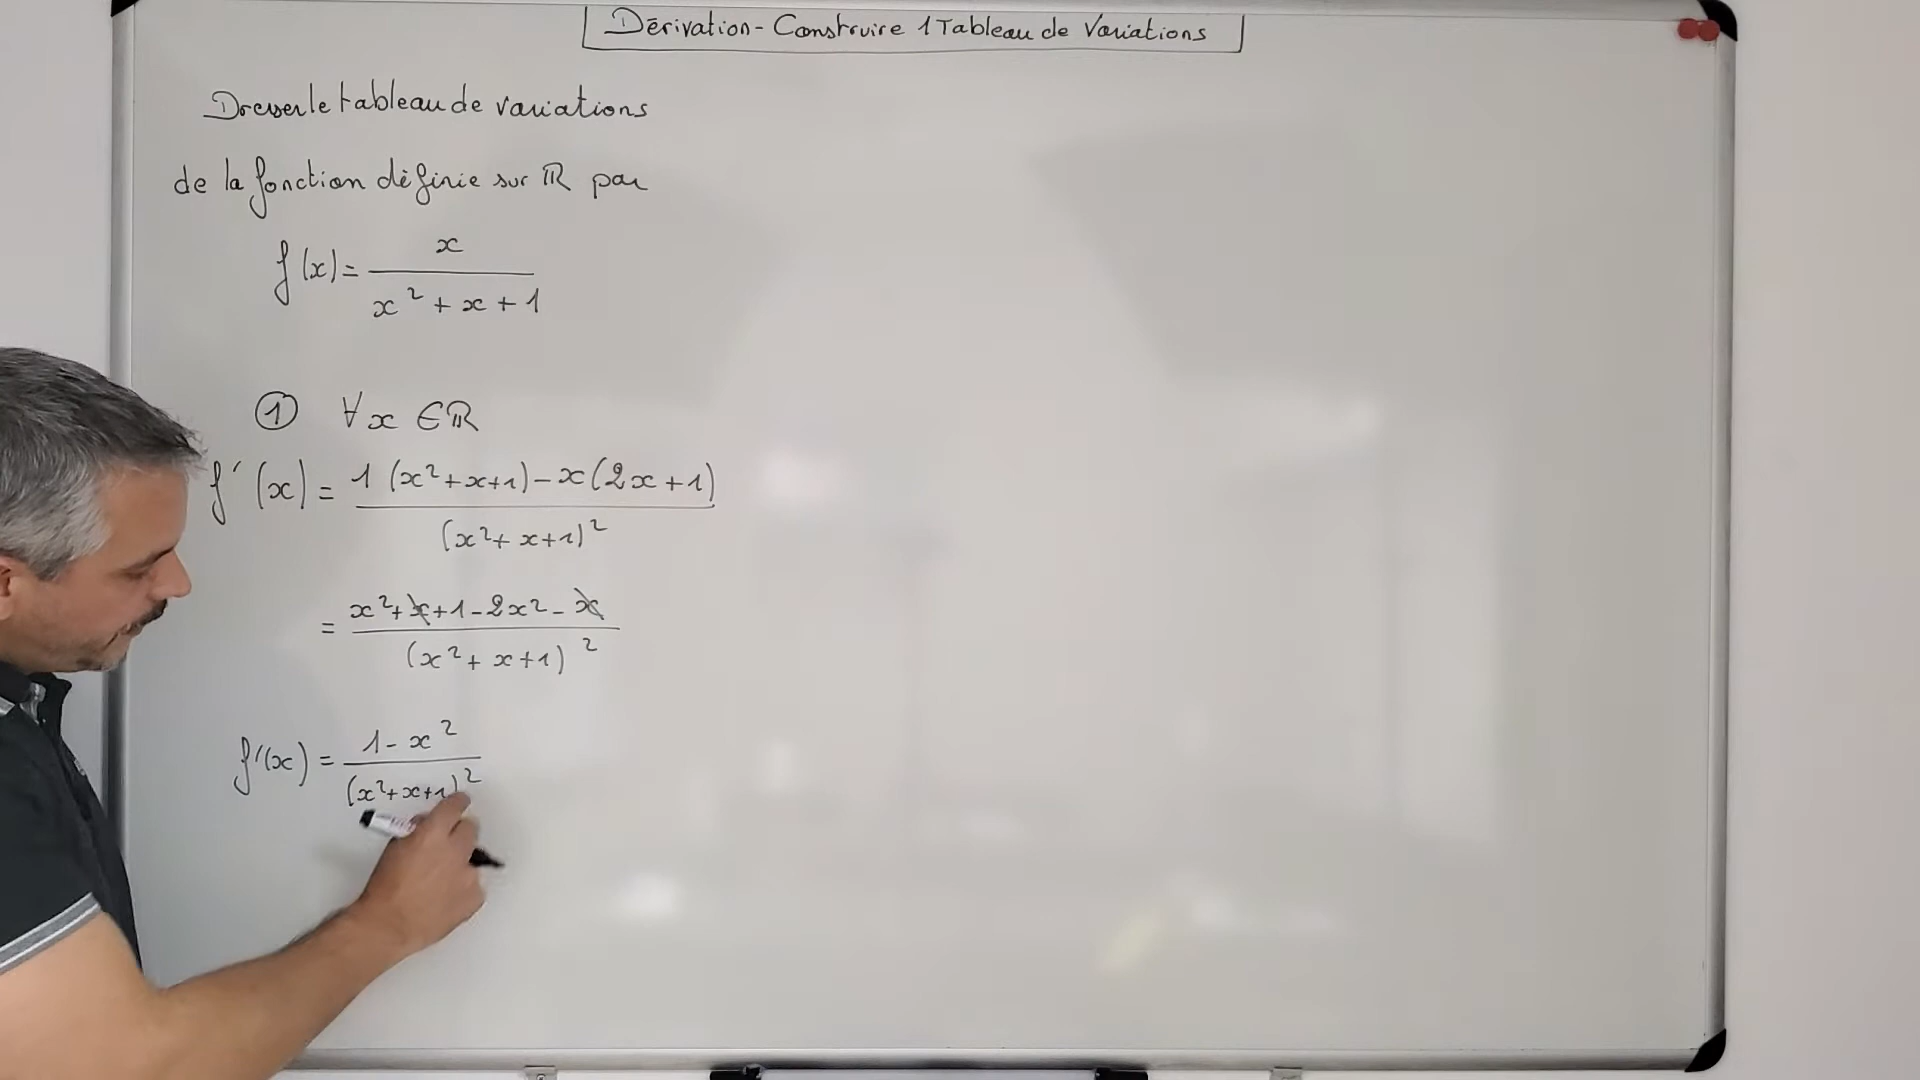 Dérivation - Construire 1 Tableau de Variations
Dresser le tableau de variations
de la fonction définie sur ℝ par
f(x) = x / (x² + x + 1)
① ∀x ∈ ℝ
f'(x) = (1 (x² + x + 1) - x(2x + 1)) / (x² + x + 1)²
= (x² + x + 1 - 2x² - x) / (x² + x + 1)²
f'(x) = (1 - x²) / (x² + x + 1)²